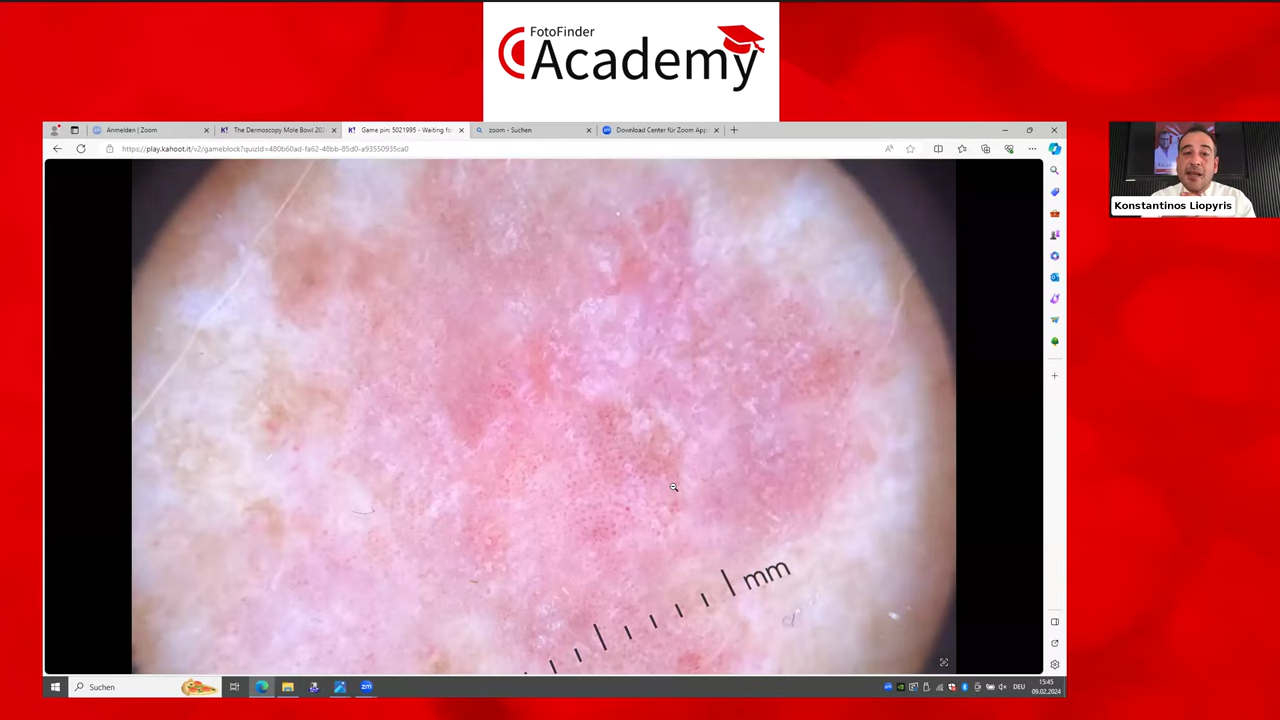 FotoFinder
Academy
Anmelden | Zoom
The Dermoscopy Mole Bowl 202
Game pin: 5021995 - Waiting fo
zoom - Suchen
Download Center für Zoom App
https://play.kahoot.it/v2/gameblock?quizId=480b60ad-fa62-48bb-85d0-a93550935ca0
Konstantinos Liopyris
mm
Suchen
DEU
15:45
09.02.2024